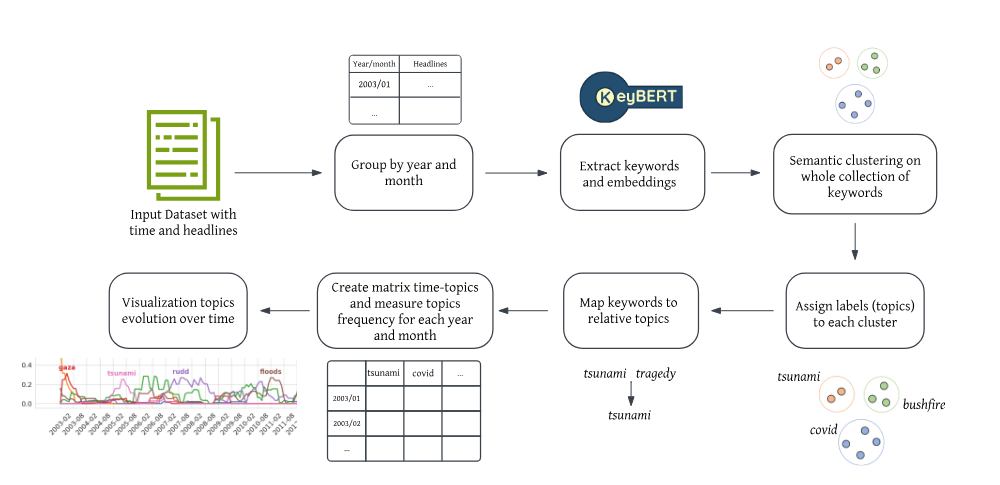 Year/month Headlines
2003/01 ...
...
KeyBERT
Input Dataset with
time and headlines
Group by year and
month
Extract keywords
and embeddings
Semantic clustering on
whole collection of
keywords
Visualization topics
evolution over time
Create matrix time-topics
and measure topics
frequency for each year
and month
Map keywords to
relative topics
Assign labels (topics)
to each cluster
0.4
0.2
0.0
gaza
tsunami
rudd
floods
2003-02
2003-08
2004-02
2004-08
2005-02
2005-08
2006-02
2006-08
2007-02
2007-08
2008-02
2008-08
2009-02
2009-08
2010-02
2010-08
2011-02
2011-08
tsunami covid ...
2003/01
2003/02
...
tsunami tragedy
tsunami
tsunami
bushfire
covid